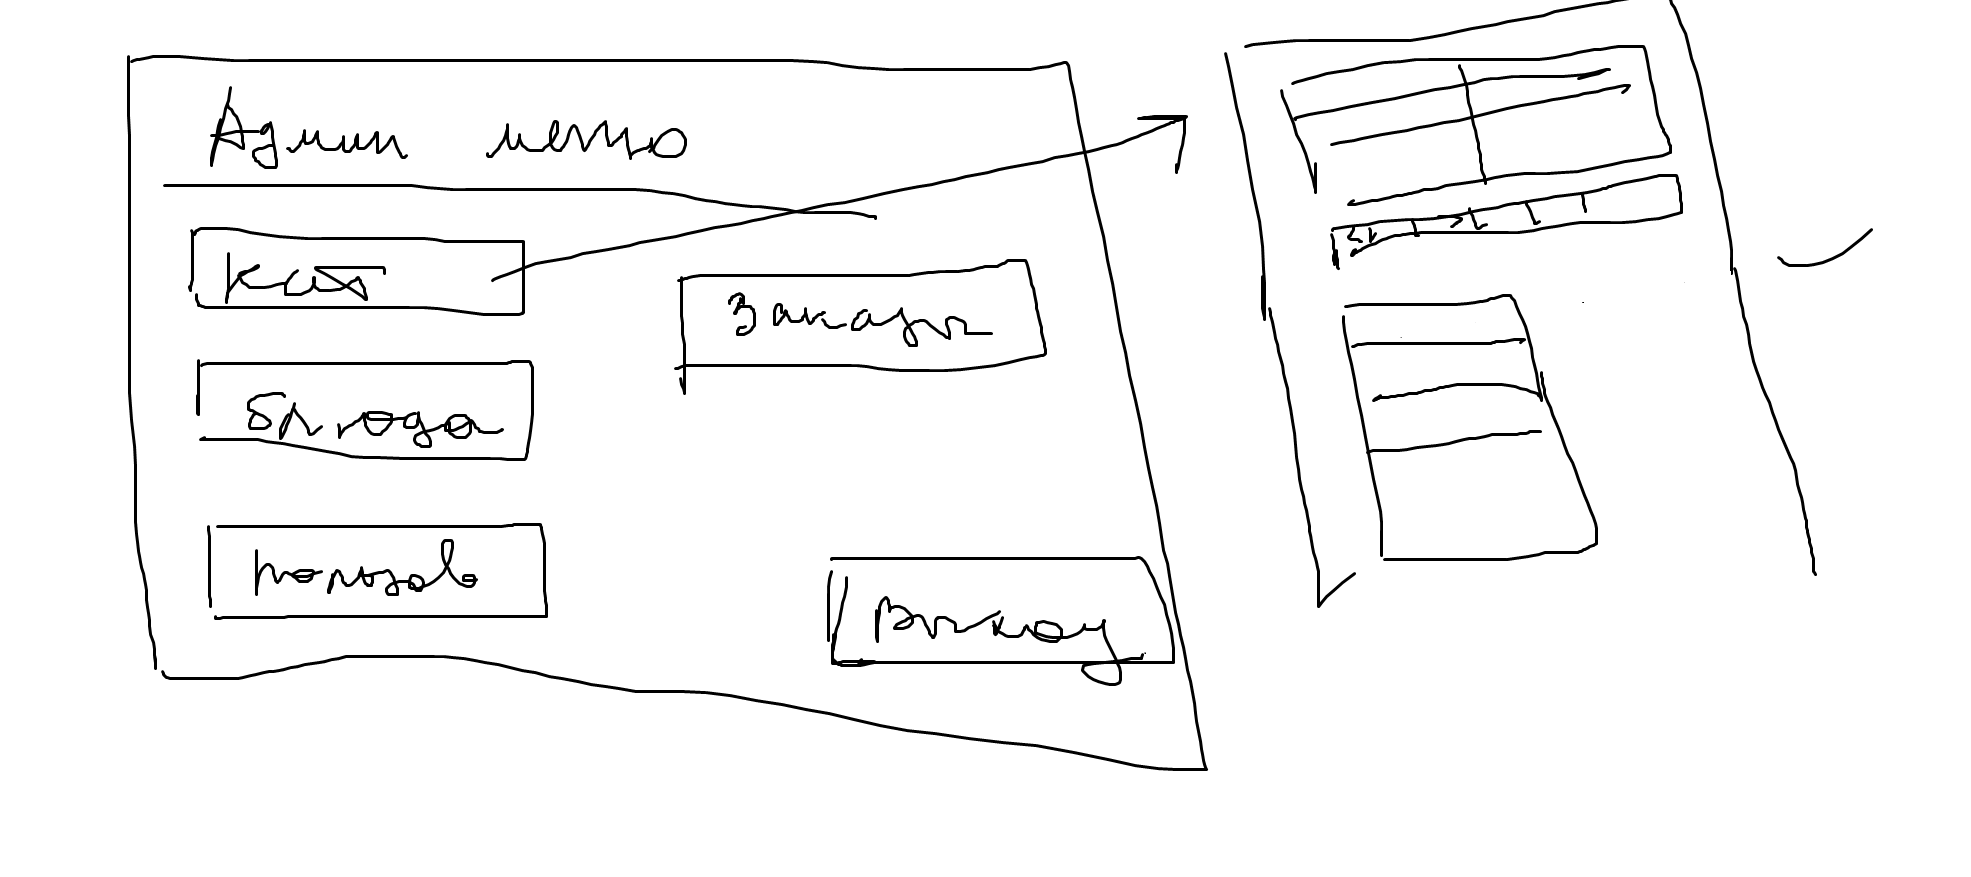 Админ меню
Кат
Заказы
Блюда
Пользов
Выход